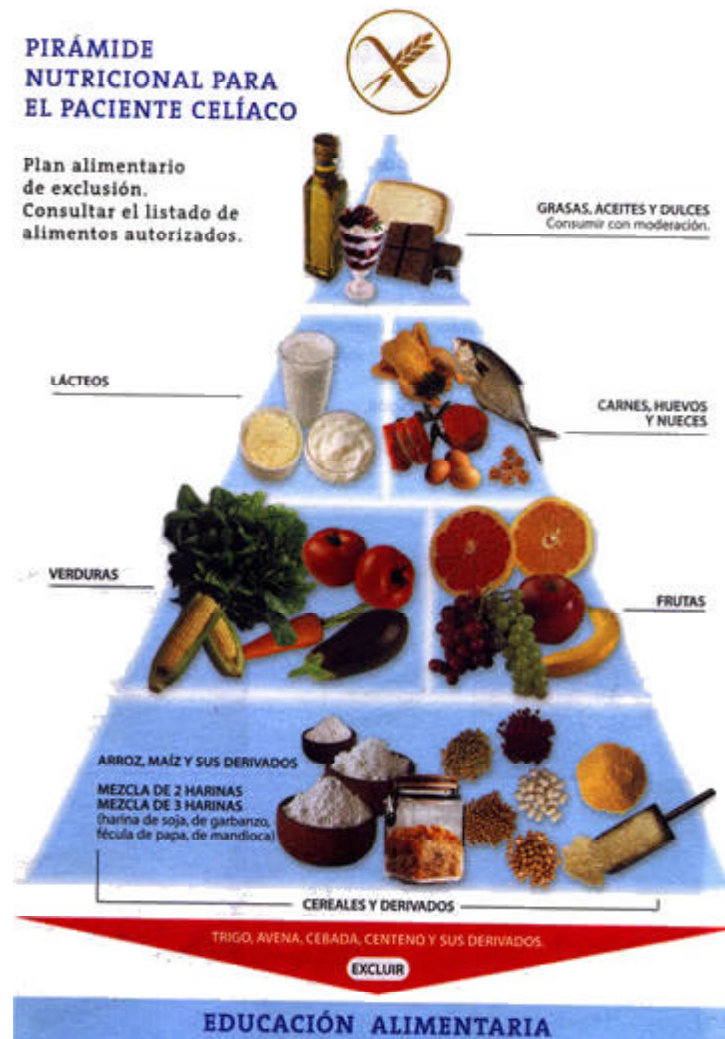 PIRÁMIDE
NUTRICIONAL PARA
EL PACIENTE CELÍACO
Plan alimentario
de exclusión.
Consultar el listado de
alimentos autorizados.
GRASAS, ACEITES Y DULCES
Consumir con moderación.
LÁCTEOS
CARNES, HUEVOS
Y NUECES
VERDURAS
FRUTAS
ARROZ, MAÍZ Y SUS DERIVADOS
MEZCLA DE 2 HARINAS
MEZCLA DE 3 HARINAS
(harina de soja, de garbanzo,
fécula de papa, de mandioca)
CEREALES Y DERIVADOS
TRIGO, AVENA, CEBADA, CENTENO Y SUS DERIVADOS.
EXCLUIR
EDUCACIÓN ALIMENTARIA